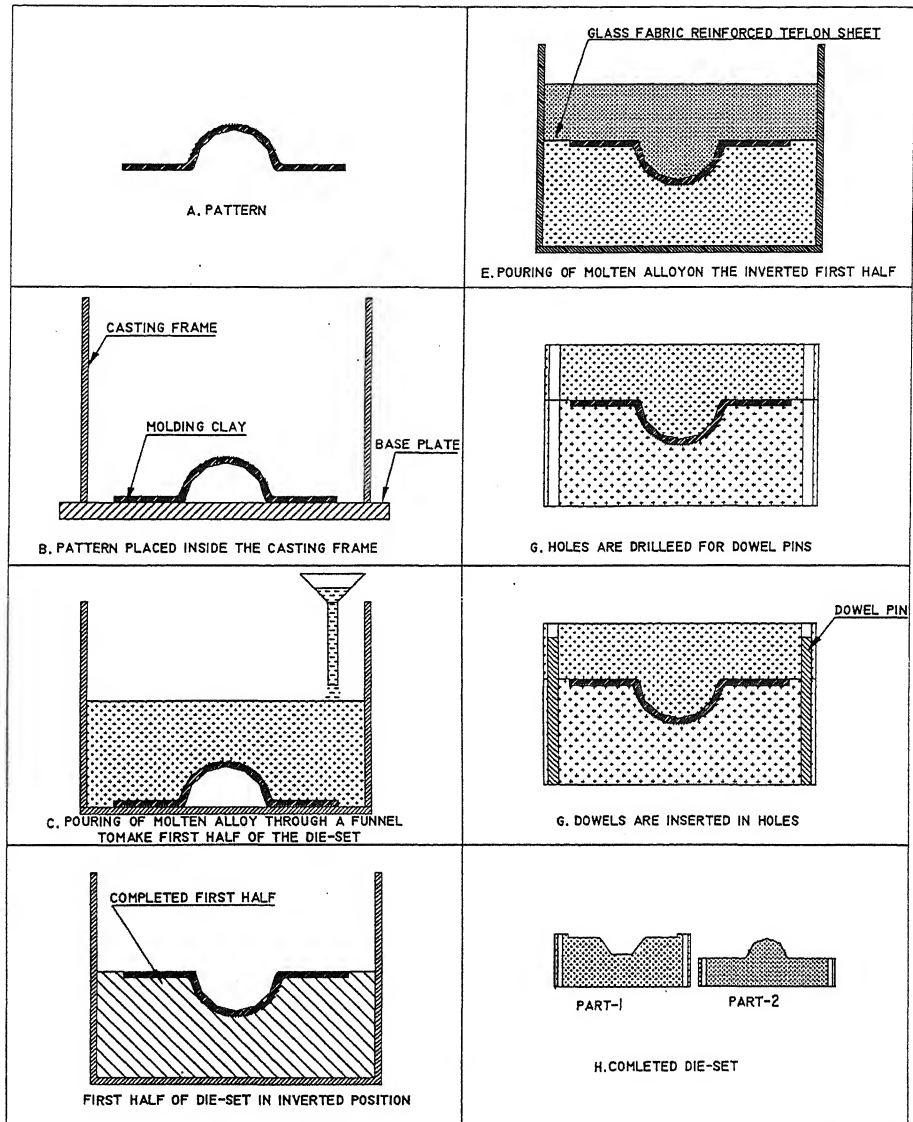 A. PATTERN
CASTING FRAME
MOLDING CLAY
BASE PLATE
B. PATTERN PLACED INSIDE THE CASTING FRAME
C. POURING OF MOLTEN ALLOY THROUGH A FUNNEL
TOMAKE FIRST HALF OF THE DIE-SET
COMPLETED FIRST HALF
FIRST HALF OF DIE-SET IN INVERTED POSITION
GLASS FABRIC REINFORCED TEFLON SHEET
E. POURING OF MOLTEN ALLOYON THE INVERTED FIRST HALF
G. HOLES ARE DRILLEED FOR DOWEL PINS
DOWEL PIN
G. DOWELS ARE INSERTED IN HOLES
PART-1
PART-2
H. COMLETED DIE-SET